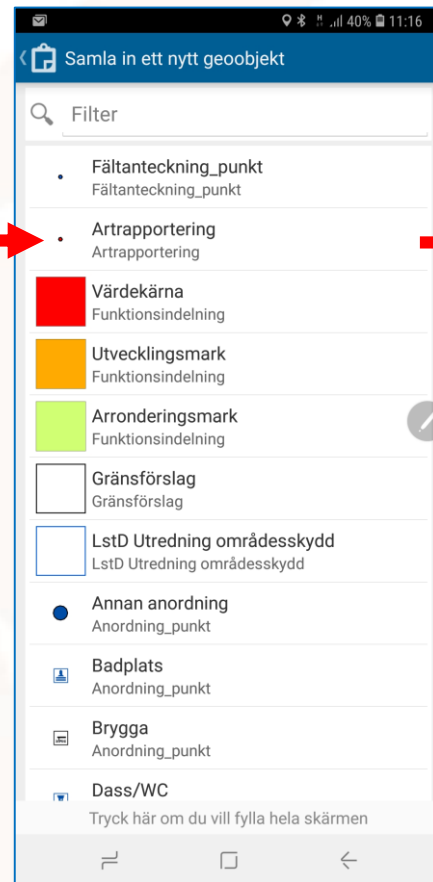 40% 11:16
Samla in ett nytt geoobjekt
Filter
Fältanteckning_punkt
Fältanteckning_punkt
Artrapportering
Artrapportering
Värdekärna
Funktionsindelning
Utvecklingsmark
Funktionsindelning
Arronderingsmark
Funktionsindelning
Gränsförslag
Gränsförslag
LstD Utredning områdesskydd
LstD Utredning områdesskydd
Annan anordning
Anordning_punkt
Badplats
Anordning_punkt
Brygga
Anordning_punkt
Dass/WC
Tryck här om du vill fylla hela skärmen